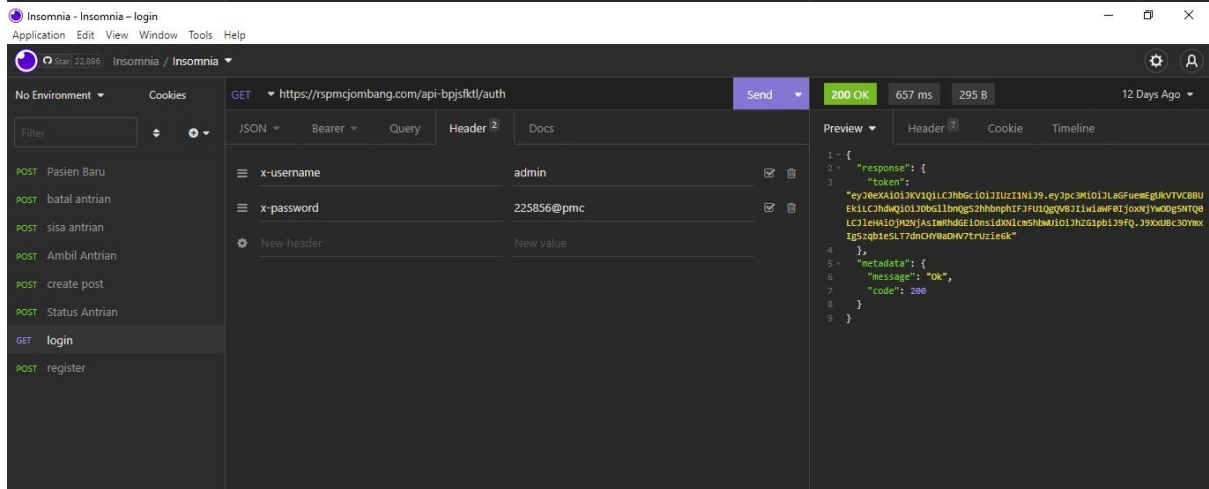 Insomnia - Insomnia – login
Application Edit View Window Tools Help
Star 22,896 Insomnia / Insomnia
No Environment Cookies
Filter
POST Pasien Baru
POST batal antrian
POST sisa antrian
POST Ambil Antrian
POST create post
POST Status Antrian
GET login
POST register
GET https://rspmcjombang.com/api-bpjsfktl/auth Send
JSON Bearer Query Header 2 Docs
x-username admin
x-password 225856@pmc
New header New value
200 OK 657 ms 295 B 12 Days Ago
Preview Header 7 Cookie Timeline
1 {
2 "response": {
3 "token":
4 },
5 "metadata": {
6 "message": "Ok",
7 "code": 200
8 }
9 }